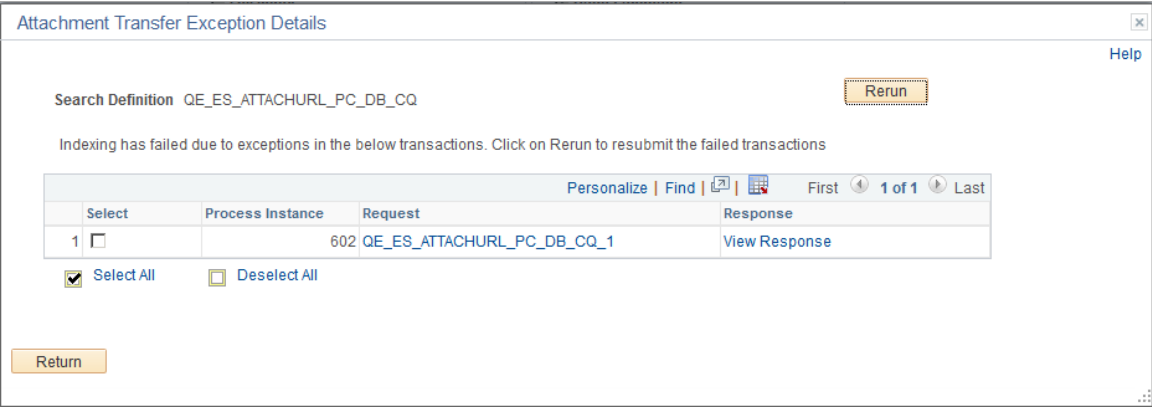 Attachment Transfer Exception Details
Help
Search Definition QE_ES_ATTACHURL_PC_DB_CQ
Rerun
Indexing has failed due to exceptions in the below transactions. Click on Rerun to resubmit the failed transactions
Personalize | Find | | First 1 of 1 Last
Select Process Instance Request Response
1 602 QE_ES_ATTACHURL_PC_DB_CQ_1 View Response
Select All Deselect All
Return